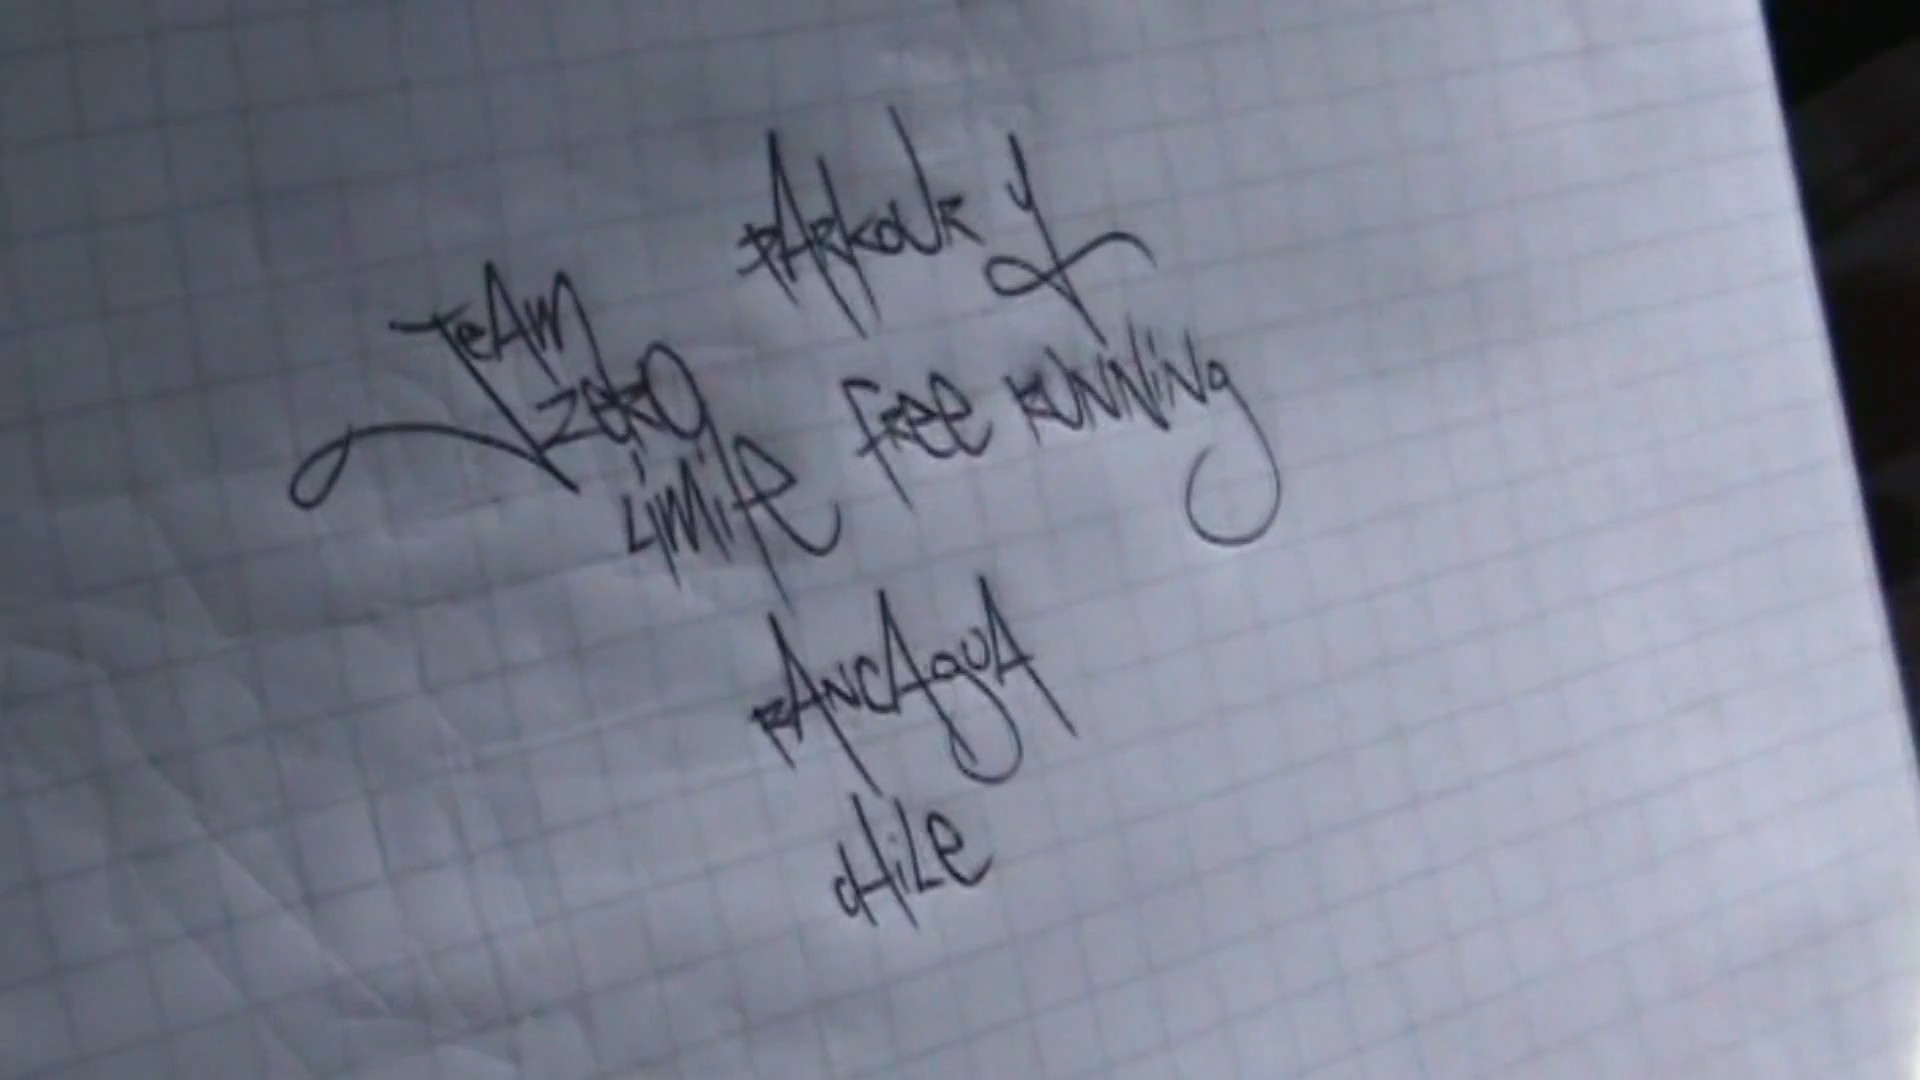 TeAm
ZeRO
LimiTe
PARKOUR y
fRee RUNNiNg
RANCAgUA
CHiLe